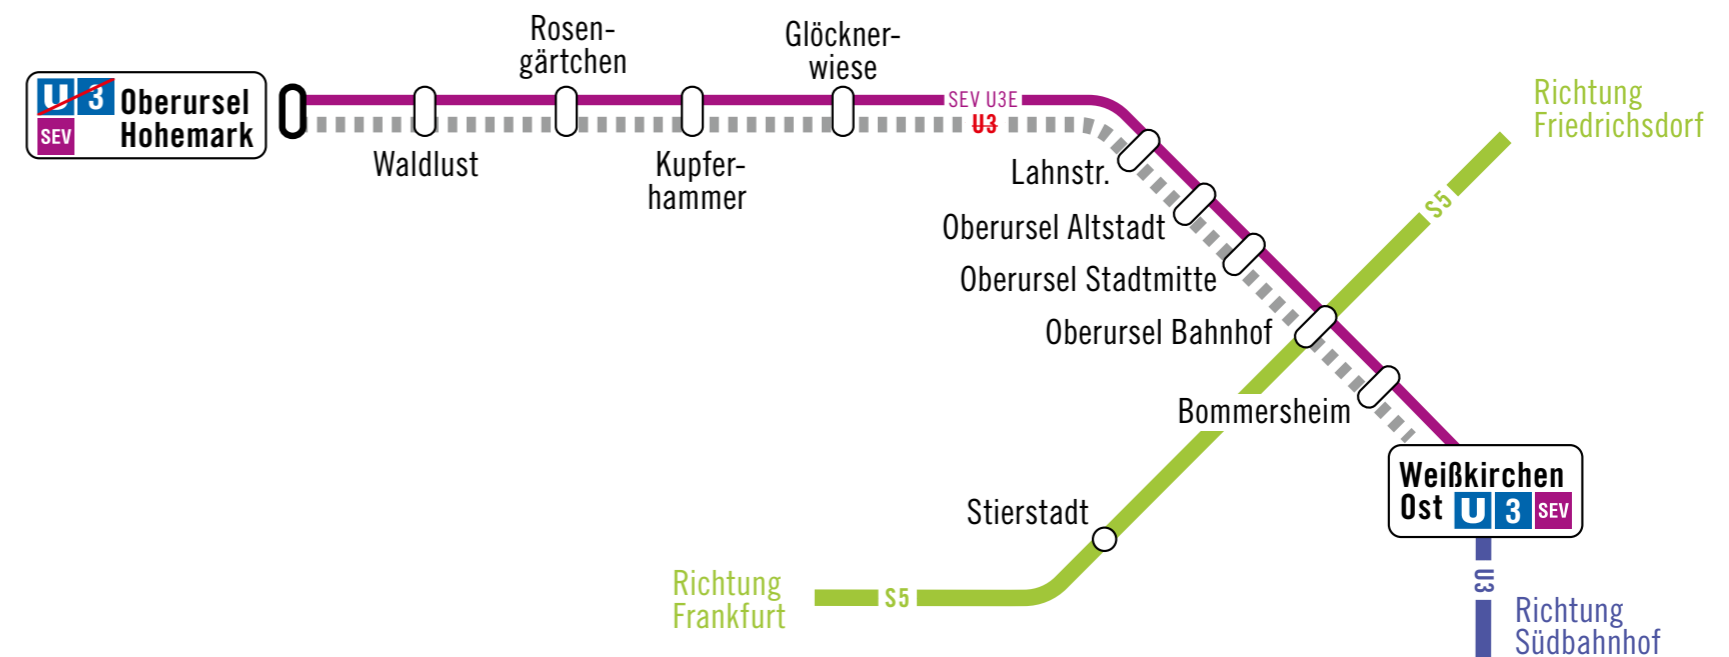 U 3 Oberursel
SEV Hohemark
Waldlust
Rosen-
gärtchen
Kupfer-
hammer
Glöckner-
wiese
SEV U3E
U3
Lahnstr.
Oberursel Altstadt
Oberursel Stadtmitte
Oberursel Bahnhof
Bommersheim
Weißkirchen
Ost U 3 SEV
U3
Richtung
Südbahnhof
Richtung
Friedrichsdorf
S5
Stierstadt
S5
Richtung
Frankfurt